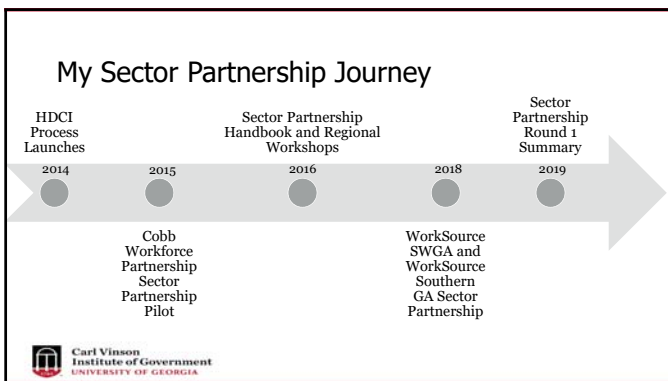 My Sector Partnership Journey
HDCI
Process
Launches
2014
2015
Cobb
Workforce
Partnership
Sector
Partnership
Pilot
Sector Partnership
Handbook and Regional
Workshops
2016
2018
WorkSource
SWGA and
WorkSource
Southern
GA Sector
Partnership
Sector
Partnership
Round 1
Summary
2019
Carl Vinson
Institute of Government
UNIVERSITY OF GEORGIA